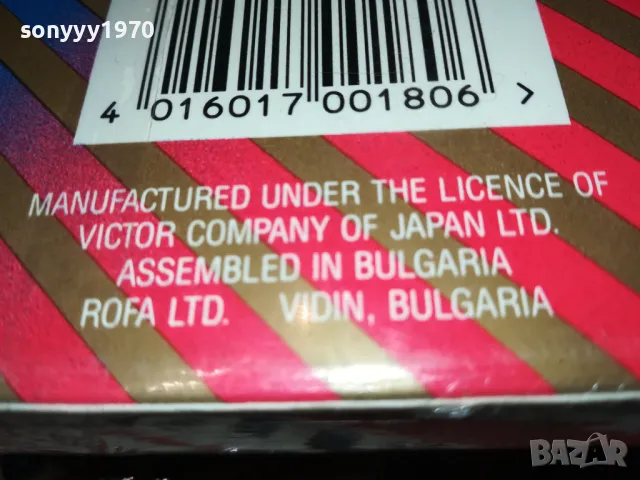 sonyyy1970
4 016017 001806 >
MANUFACTURED UNDER THE LICENCE OF
VICTOR COMPANY OF JAPAN LTD.
ASSEMBLED IN BULGARIA
ROFA LTD. VIDIN, BULGARIA
BAZAR